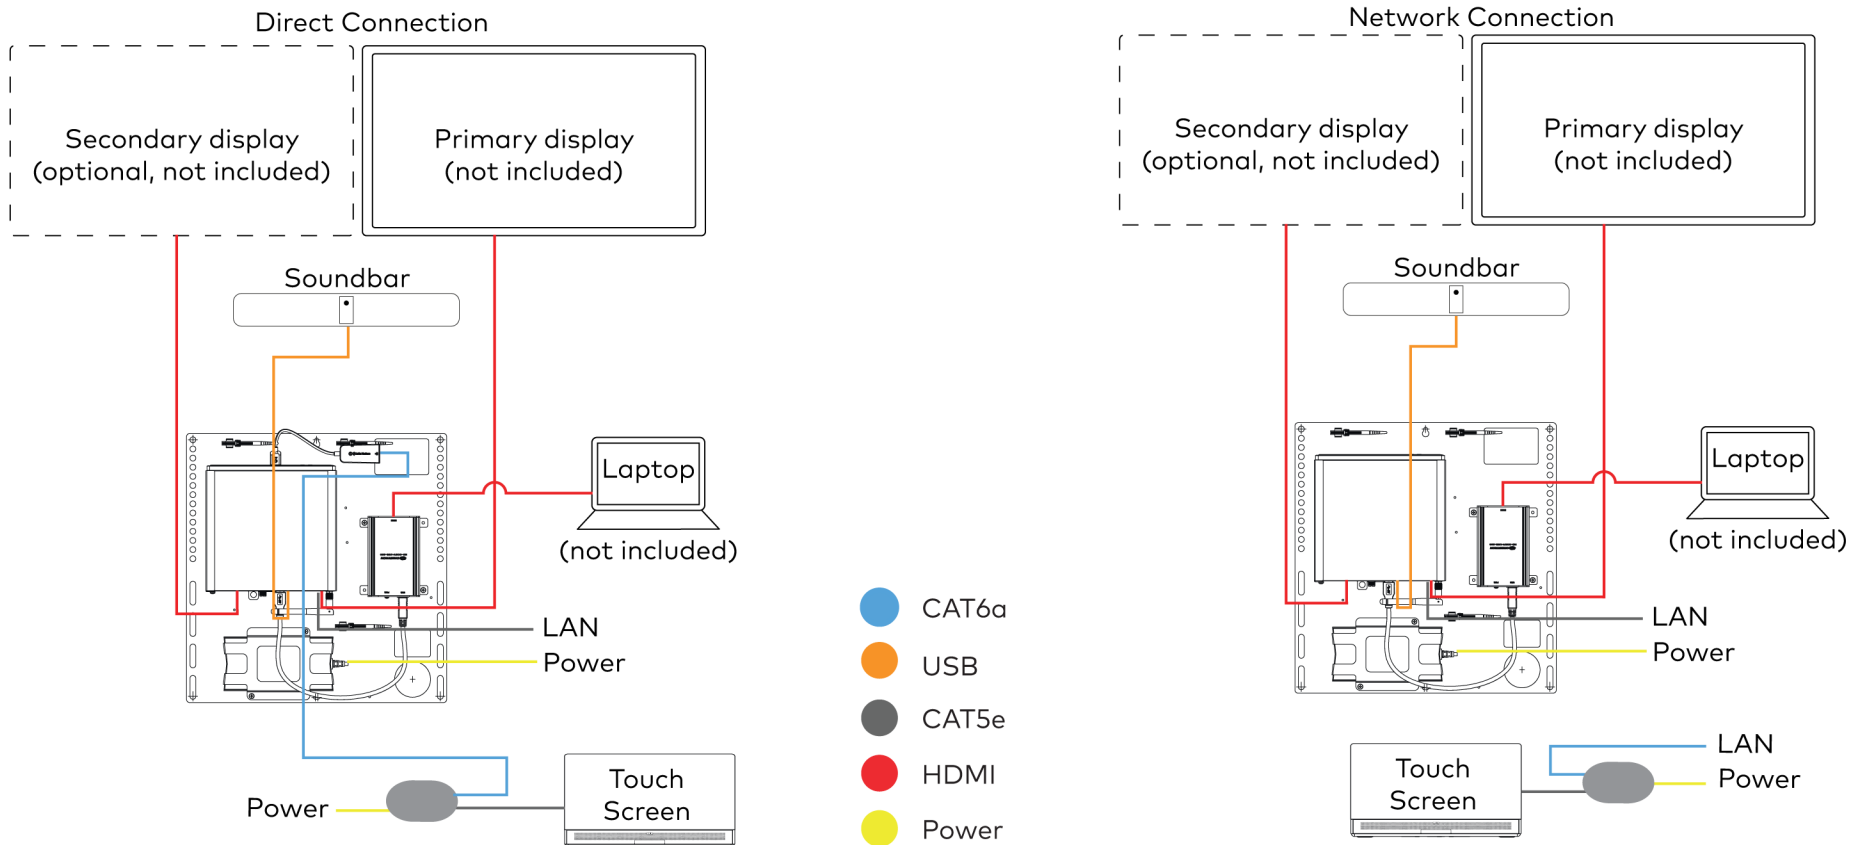 Direct Connection
Secondary display
(optional, not included)
Primary display
(not included)
Soundbar
Laptop
(not included)
LAN
Power
Power
Touch
Screen
CAT6a
USB
CAT5e
HDMI
Power
Network Connection
Secondary display
(optional, not included)
Primary display
(not included)
Soundbar
Laptop
(not included)
LAN
Power
Touch
Screen
LAN
Power